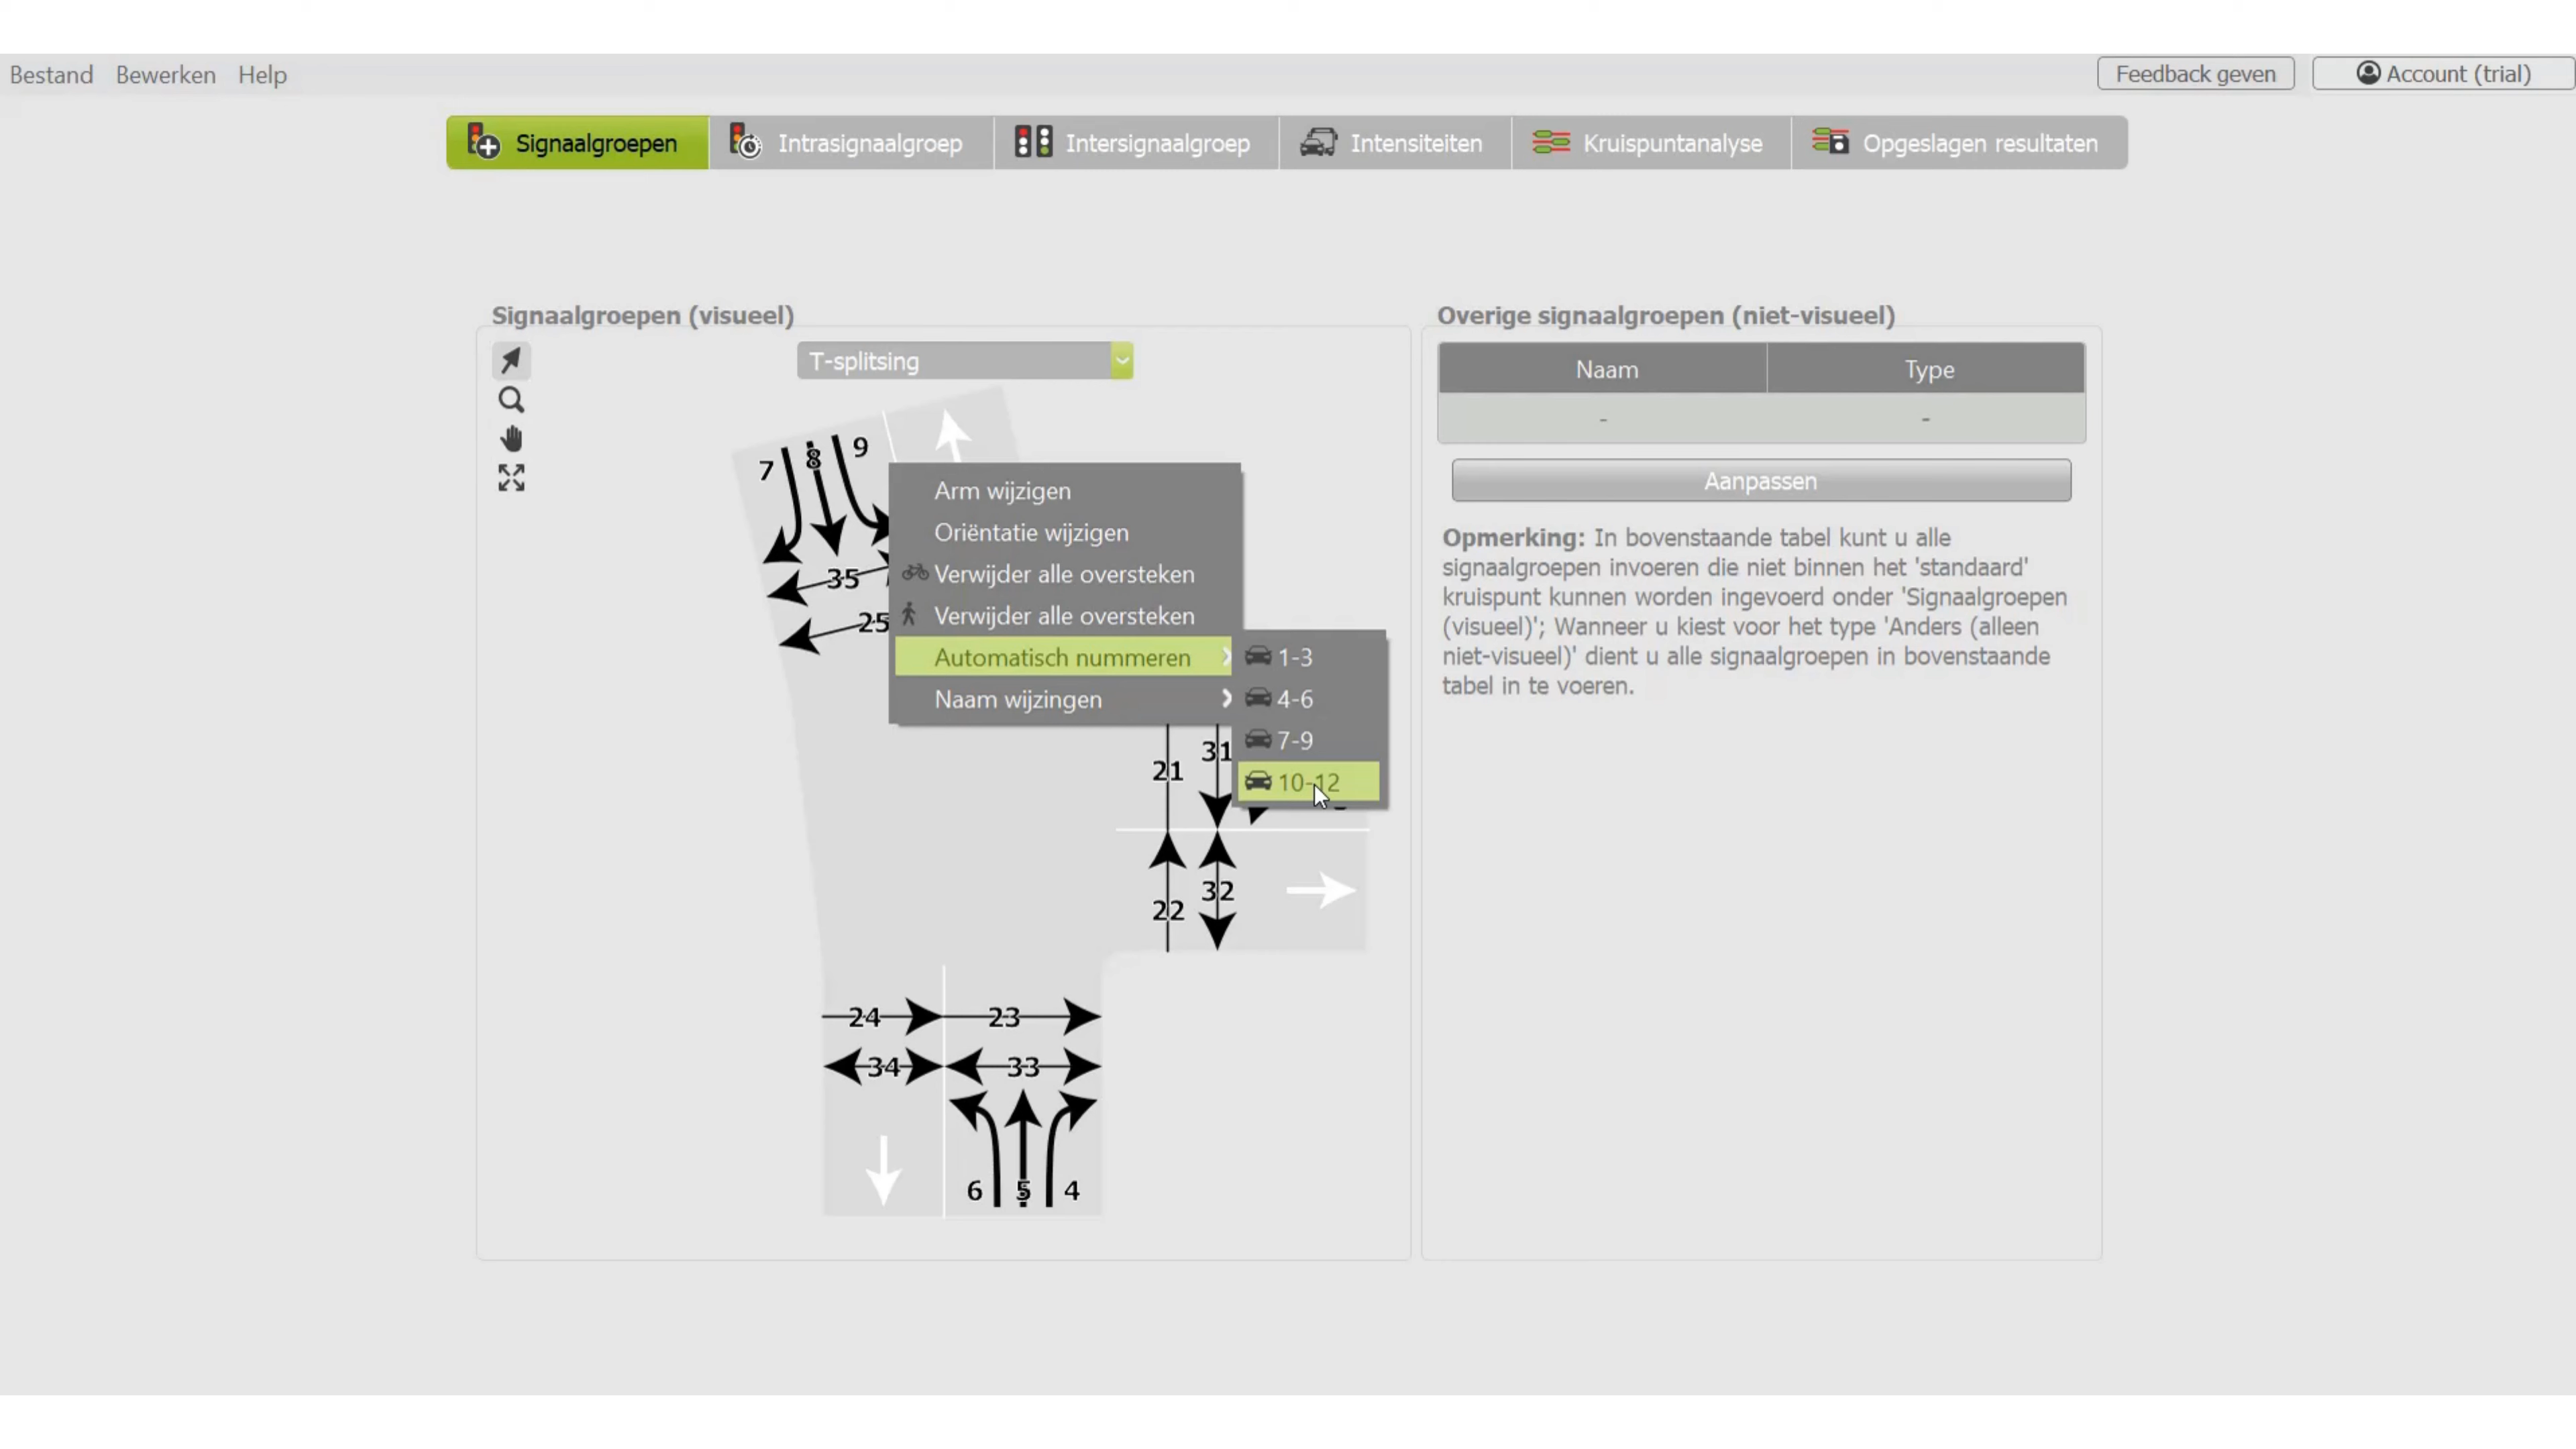 Bestand Bewerken Help
Feedback geven Account (trial)
Signaalgroepen Intrasignaalgroep Intersignaalgroep Intensiteiten Kruispuntanalyse Opgeslagen resultaten
Signaalgroepen (visueel)
T-splitsing
7 8 9
35
25
Arm wijzigen
Oriëntatie wijzigen
Verwijder alle oversteken
Verwijder alle oversteken
Automatisch nummeren
Naam wijzingen
1-3
4-6
7-9
10-12
21 31
22 32
24 23
34 33
6 5 4
Overige signaalgroepen (niet-visueel)
Naam Type
- -
Aanpassen
Opmerking: In bovenstaande tabel kunt u alle
signaalgroepen invoeren die niet binnen het 'standaard'
kruispunt kunnen worden ingevoerd onder 'Signaalgroepen
(visueel)'; Wanneer u kiest voor het type 'Anders (alleen
niet-visueel)' dient u alle signaalgroepen in bovenstaande
tabel in te voeren.